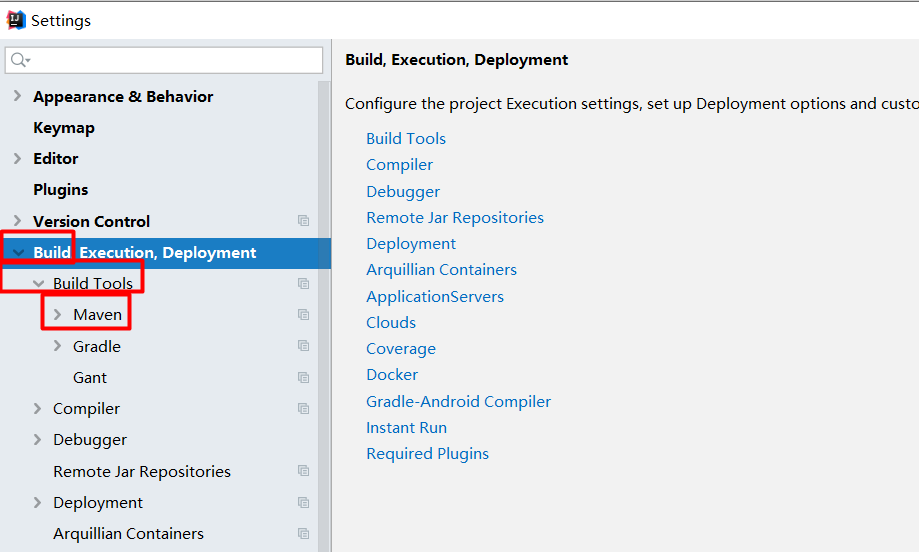 Settings
Appearance & Behavior
Keymap
Editor
Plugins
Version Control
Build, Execution, Deployment
Build Tools
Maven
Gradle
Gant
Compiler
Debugger
Remote Jar Repositories
Deployment
Arquillian Containers
Build, Execution, Deployment
Configure the project Execution settings, set up Deployment options and custo
Build Tools
Compiler
Debugger
Remote Jar Repositories
Deployment
Arquillian Containers
ApplicationServers
Clouds
Coverage
Docker
Gradle-Android Compiler
Instant Run
Required Plugins